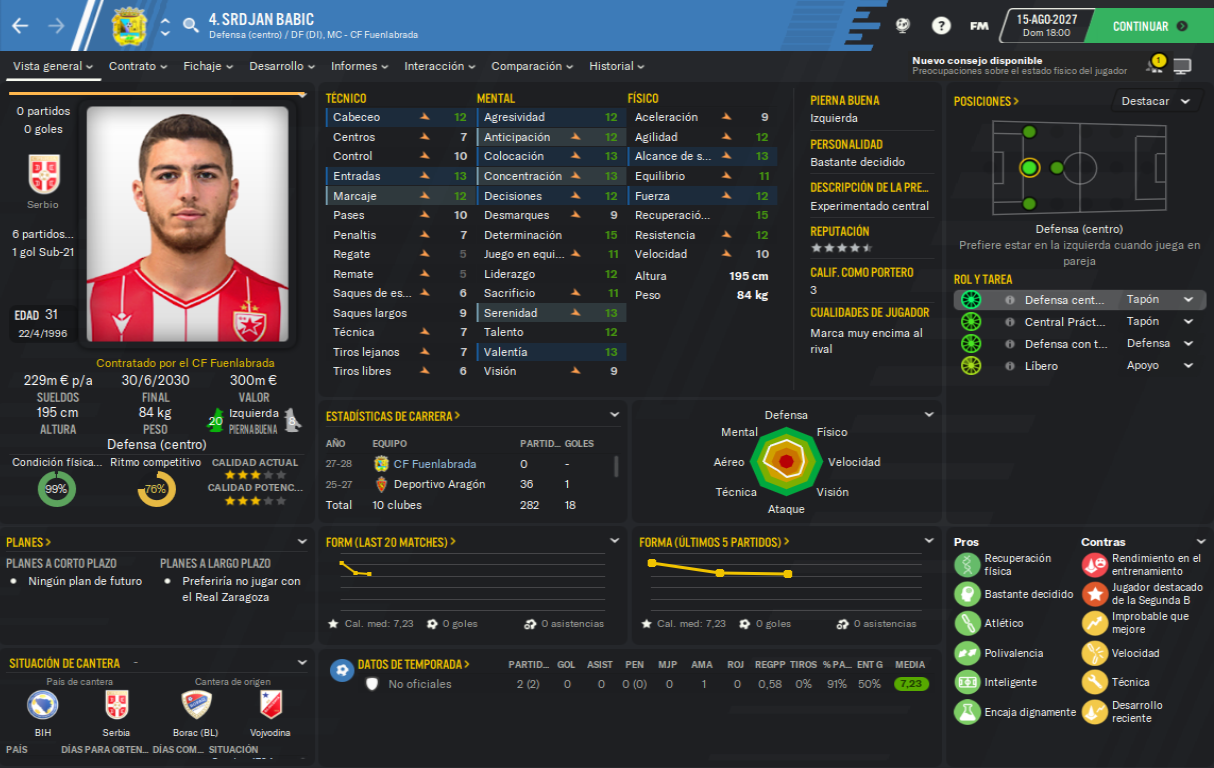 4. SRDJAN BABIC
Defensa (centro) / DF (DI), MC - CF Fuenlabrada
FM
15-AGO-2027
Dom 18:00
CONTINUAR
Vista general
Contrato
Fichaje
Desarrollo
Informes
Interacción
Comparación
Historial
Nuevo consejo disponible
Preocupaciones sobre el estado físico del jugador
1
0 partidos
0 goles
Serbio
6 partidos...
1 gol Sub-21
EDAD 31
22/4/1996
Contratado por el CF Fuenlabrada
229m € p/a
SUELDOS
30/6/2030
FINAL
300m €
VALOR
195 cm
ALTURA
84 kg
PESO
20
Izquierda
PIERNA BUENA
8
Defensa (centro)
Condición física...
99%
Ritmo competitivo
76%
CALIDAD ACTUAL
CALIDAD POTENC...
TÉCNICO
Cabeceo 12
Centros 7
Control 10
Entradas 13
Marcaje 12
Pases 10
Penaltis 7
Regate 5
Remate 5
Saques de es... 6
Saques largos 9
Técnica 7
Tiros lejanos 7
Tiros libres 6
MENTAL
Agresividad 12
Anticipación 12
Colocación 13
Concentración 13
Decisiones 12
Desmarques 9
Determinación 15
Juego en equi... 11
Liderazgo 12
Sacrificio 11
Serenidad 13
Talento 12
Valentía 13
Visión 9
FÍSICO
Aceleración 9
Agilidad 12
Alcance de s... 13
Equilibrio 11
Fuerza 12
Recuperació... 15
Resistencia 12
Velocidad 10
Altura 195 cm
Peso 84 kg
PIERNA BUENA
Izquierda
PERSONALIDAD
Bastante decidido
DESCRIPCIÓN DE LA PRE...
Experimentado central
REPUTACIÓN
CALIF. COMO PORTERO
3
CUALIDADES DE JUGADOR
Marca muy encima al
rival
POSICIONES >
Destacar
Defensa (centro)
Prefiere estar en la izquierda cuando juega en
pareja
ROL Y TAREA
Defensa cent... Tapón
Central Práct... Tapón
Defensa con t... Defensa
Líbero Apoyo
ESTADÍSTICAS DE CARRERA >
AÑO EQUIPO PARTID... GOLES
27-28 CF Fuenlabrada 0 -
25-27 Deportivo Aragón 36 1
Total 10 clubes 282 18
Defensa
Físico
Velocidad
Visión
Ataque
Técnica
Aéreo
Mental
PLANES >
PLANES A CORTO PLAZO
Ningún plan de futuro
PLANES A LARGO PLAZO
Preferiría no jugar con
el Real Zaragoza
FORM (LAST 20 MATCHES) >
Cal. med: 7,23 0 goles 0 asistencias
FORMA (ÚLTIMOS 5 PARTIDOS) >
Cal. med: 7,23 0 goles 0 asistencias
Pros
Recuperación
física
Bastante decidido
Atlético
Polivalencia
Inteligente
Encaja dignamente
Contras
Rendimiento en el
entrenamiento
Jugador destacado
de la Segunda B
Improbable que
mejore
Velocidad
Técnica
Desarrollo
reciente
SITUACIÓN DE CANTERA -
País de cantera
BIH
Serbia
Cantera de origen
Borac (BL)
Vojvodina
PAÍS DÍAS PARA OBTEN... DÍAS COM... SITUACIÓN
DATOS DE TEMPORADA >
PARTID... GOL ASIST PEN MJP AMA ROJ REGPP TIROS % PA... ENT G MEDIA
No oficiales 2 (2) 0 0 0 (0) 0 1 0 0,58 0% 91% 50% 7,23